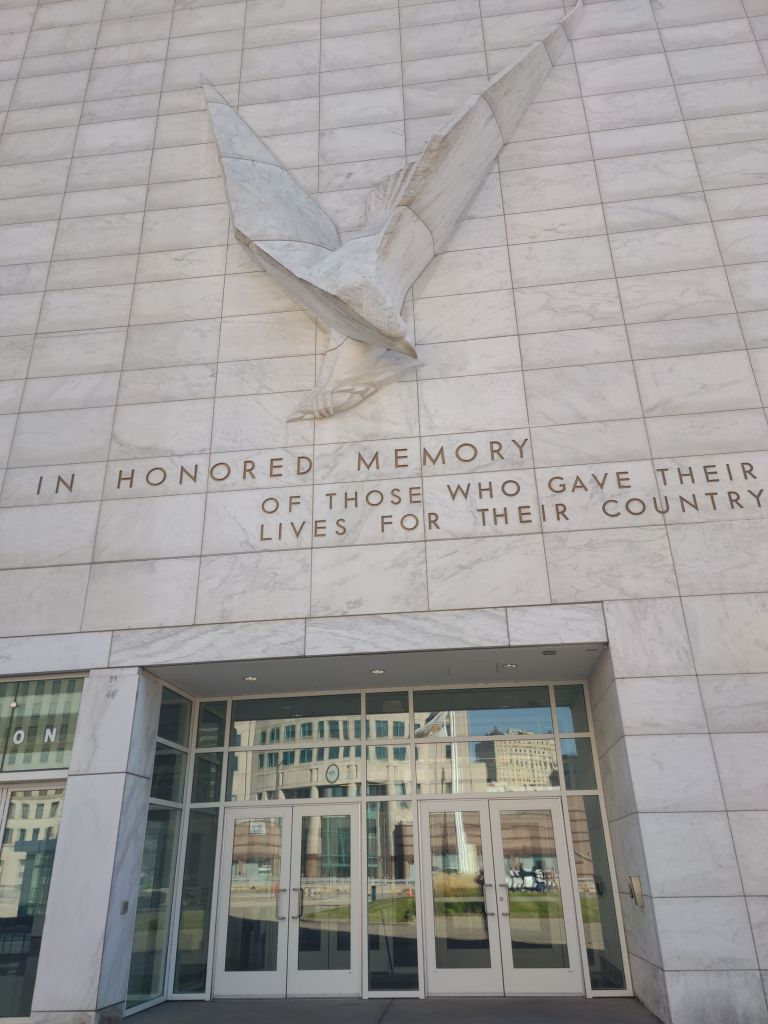 IN HONORED MEMORY
OF THOSE WHO GAVE THEIR
LIVES FOR THEIR COUNTRY
ON